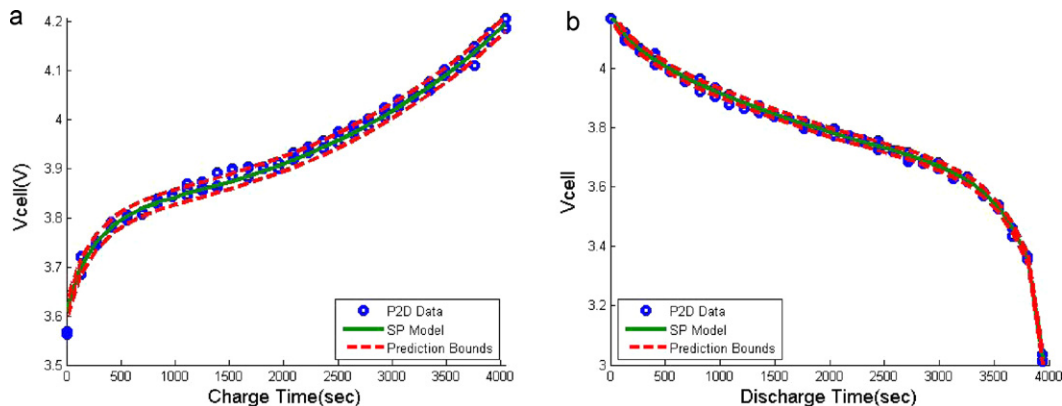 a
4.2
4.1
4
3.9
3.8
3.7
3.6
3.5
Vcell(V)
0 500 1000 1500 2000 2500 3000 3500 4000
Charge Time(sec)
P2D Data
SP Model
Prediction Bounds
b
4
3.8
3.6
3.4
3.2
3
Vcell
0 500 1000 1500 2000 2500 3000 3500 4000
Discharge Time(sec)
P2D Data
SP Model
Prediction Bounds